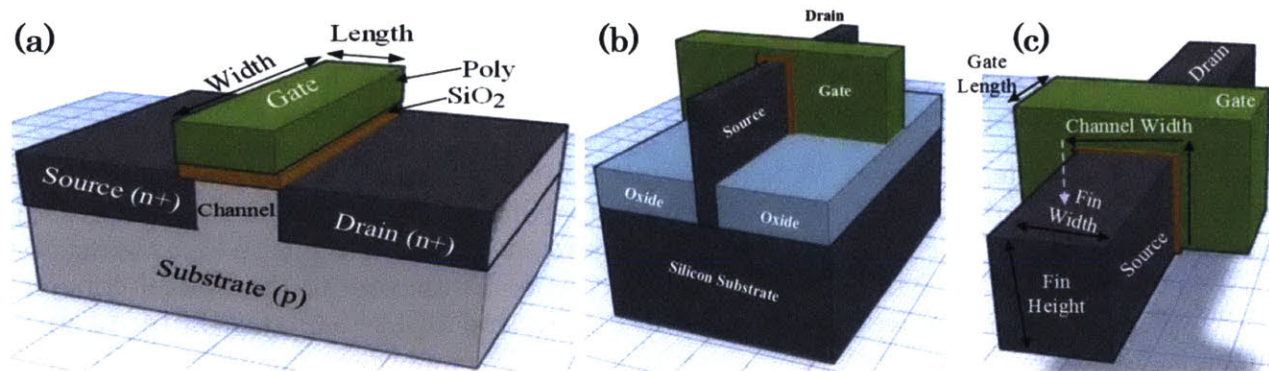 (a)
Length
Width
Gate
Poly
SiO2
Source (n+)
Channel
Drain (n+)
Substrate (p)
(b)
Drain
Gate
Source
Oxide
Oxide
Silicon Substrate
(c)
Drain
Gate
Length
Gate
Channel Width
Fin
Width
Source
Fin
Height